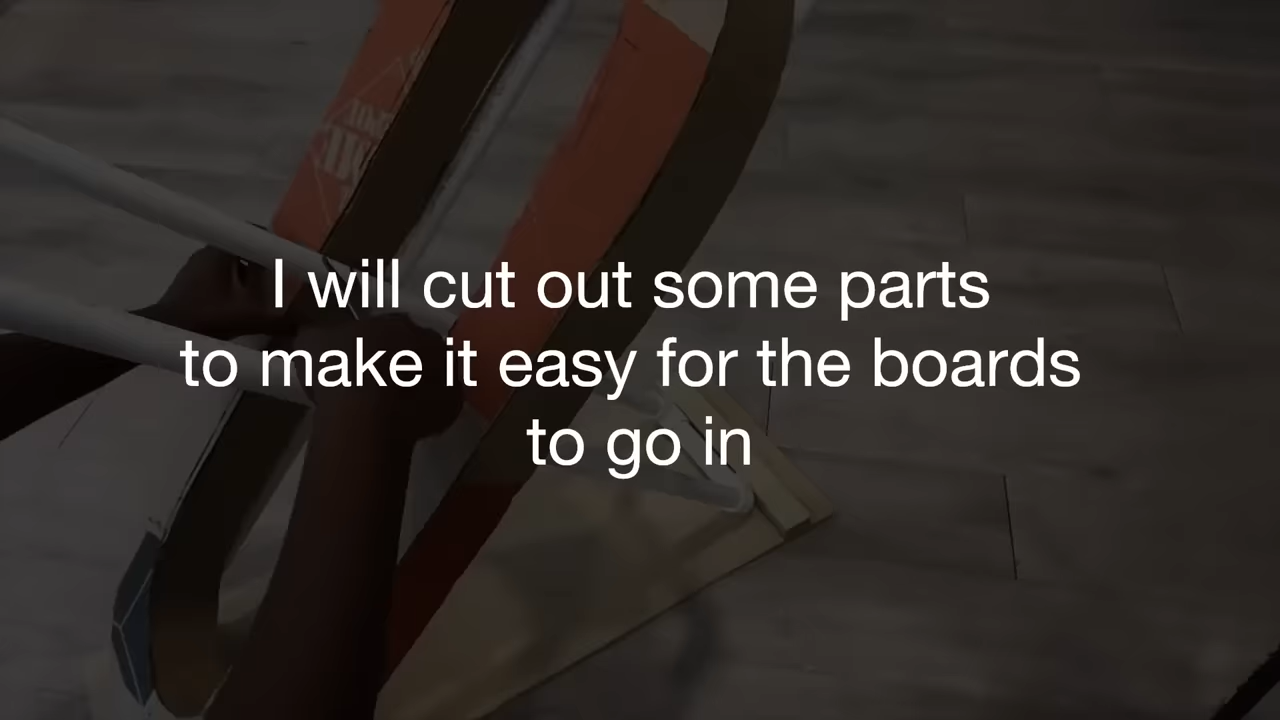 I will cut out some parts
to make it easy for the boards
to go in